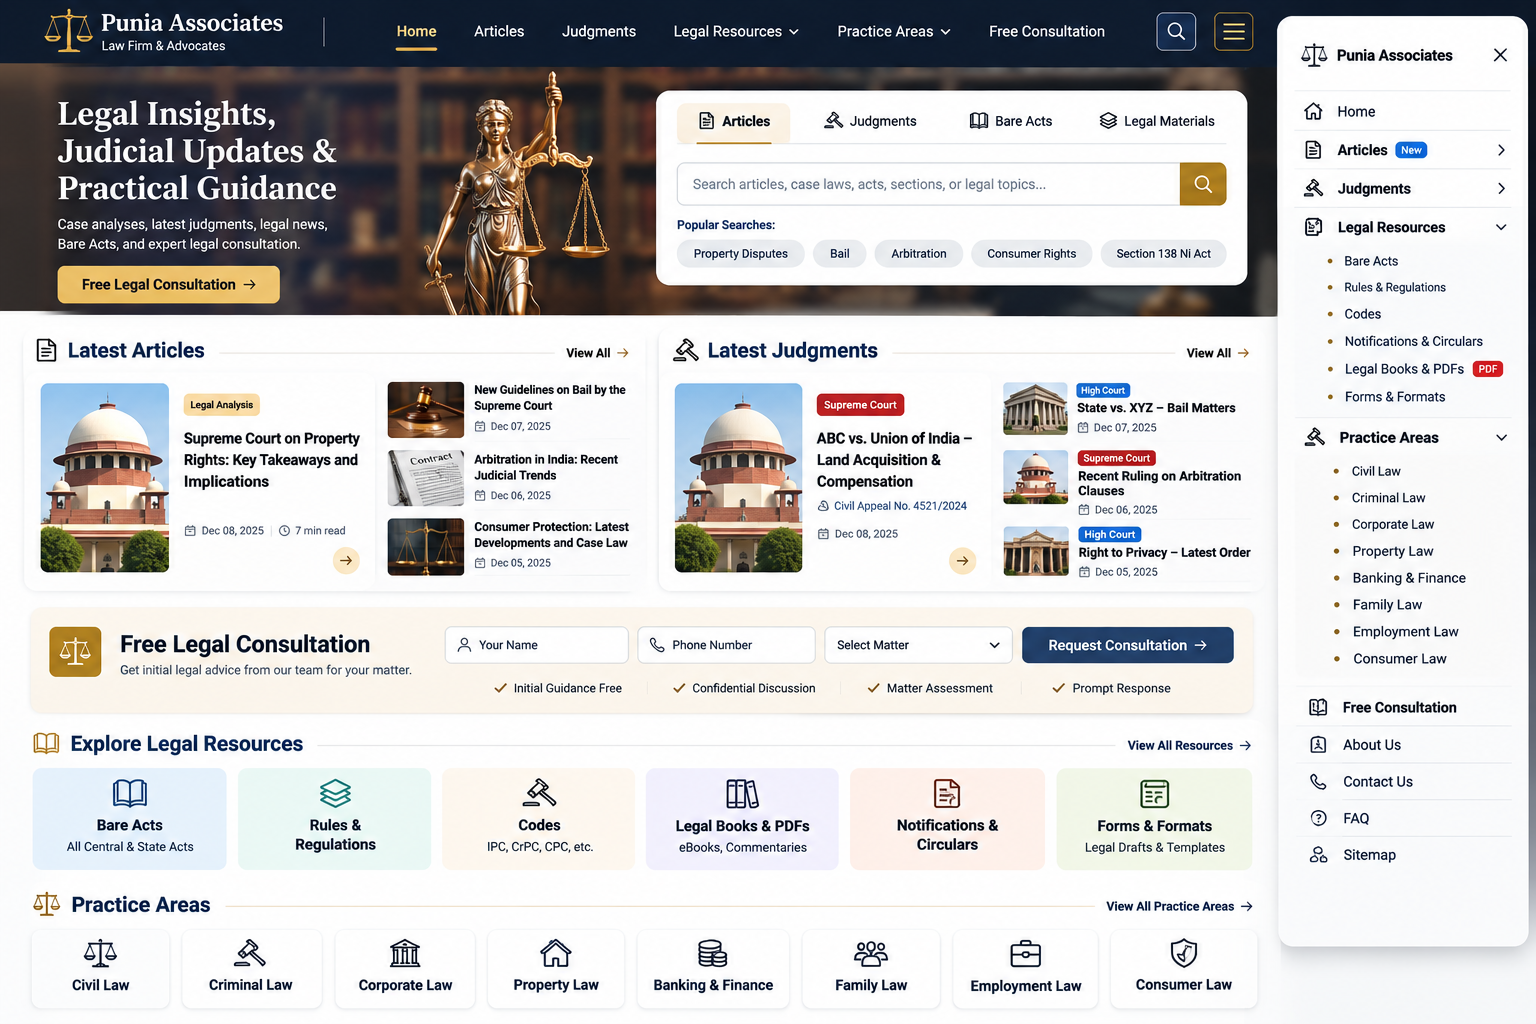 Punia Associates
Law Firm & Advocates
Home
Articles
Judgments
Legal Resources
Practice Areas
Free Consultation
Legal Insights,
Judicial Updates &
Practical Guidance
Case analyses, latest judgments, legal news,
Bare Acts, and expert legal consultation.
Free Legal Consultation →
Articles
Judgments
Bare Acts
Legal Materials
Search articles, case laws, acts, sections, or legal topics...
Popular Searches:
Property Disputes
Bail
Arbitration
Consumer Rights
Section 138 Ni Act
Latest Articles
View All →
Legal Analysis
Supreme Court on Property
Rights: Key Takeaways and
Implications
Dec 08, 2025
7 min read
New Guidelines on Bail by the
Supreme Court
Dec 07, 2025
Contract
Arbitration in India: Recent
Judicial Trends
Dec 06, 2025
Consumer Protection: Latest
Developments and Case Law
Dec 05, 2025
Latest Judgments
View All →
Supreme Court
ABC vs. Union of India –
Land Acquisition &
Compensation
Civil Appeal No. 4521/2024
Dec 08, 2025
High Court
State vs. XYZ – Bail Matters
Dec 07, 2025
Supreme Court
Recent Ruling on Arbitration
Clauses
Dec 06, 2025
High Court
Right to Privacy – Latest Order
Dec 05, 2025
Free Legal Consultation
Get initial legal advice from our team for your matter.
Your Name
Phone Number
Select Matter
Request Consultation →
Initial Guidance Free
Confidential Discussion
Matter Assessment
Prompt Response
Explore Legal Resources
View All Resources →
Bare Acts
All Central & State Acts
Rules &
Regulations
Codes
IPC, CrPC, CPC, etc.
Legal Books & PDFs
eBooks, Commentaries
Notifications &
Circulars
Forms & Formats
Legal Drafts & Templates
Practice Areas
View All Practice Areas →
Civil Law
Criminal Law
Corporate Law
Property Law
Banking & Finance
Family Law
Employment Law
Consumer Law
Punia Associates
Home
Articles New
Judgments
Legal Resources
Bare Acts
Rules & Regulations
Codes
Notifications & Circulars
Legal Books & PDFs PDF
Forms & Formats
Practice Areas
Civil Law
Criminal Law
Corporate Law
Property Law
Banking & Finance
Family Law
Employment Law
Consumer Law
Free Consultation
About Us
Contact Us
FAQ
Sitemap